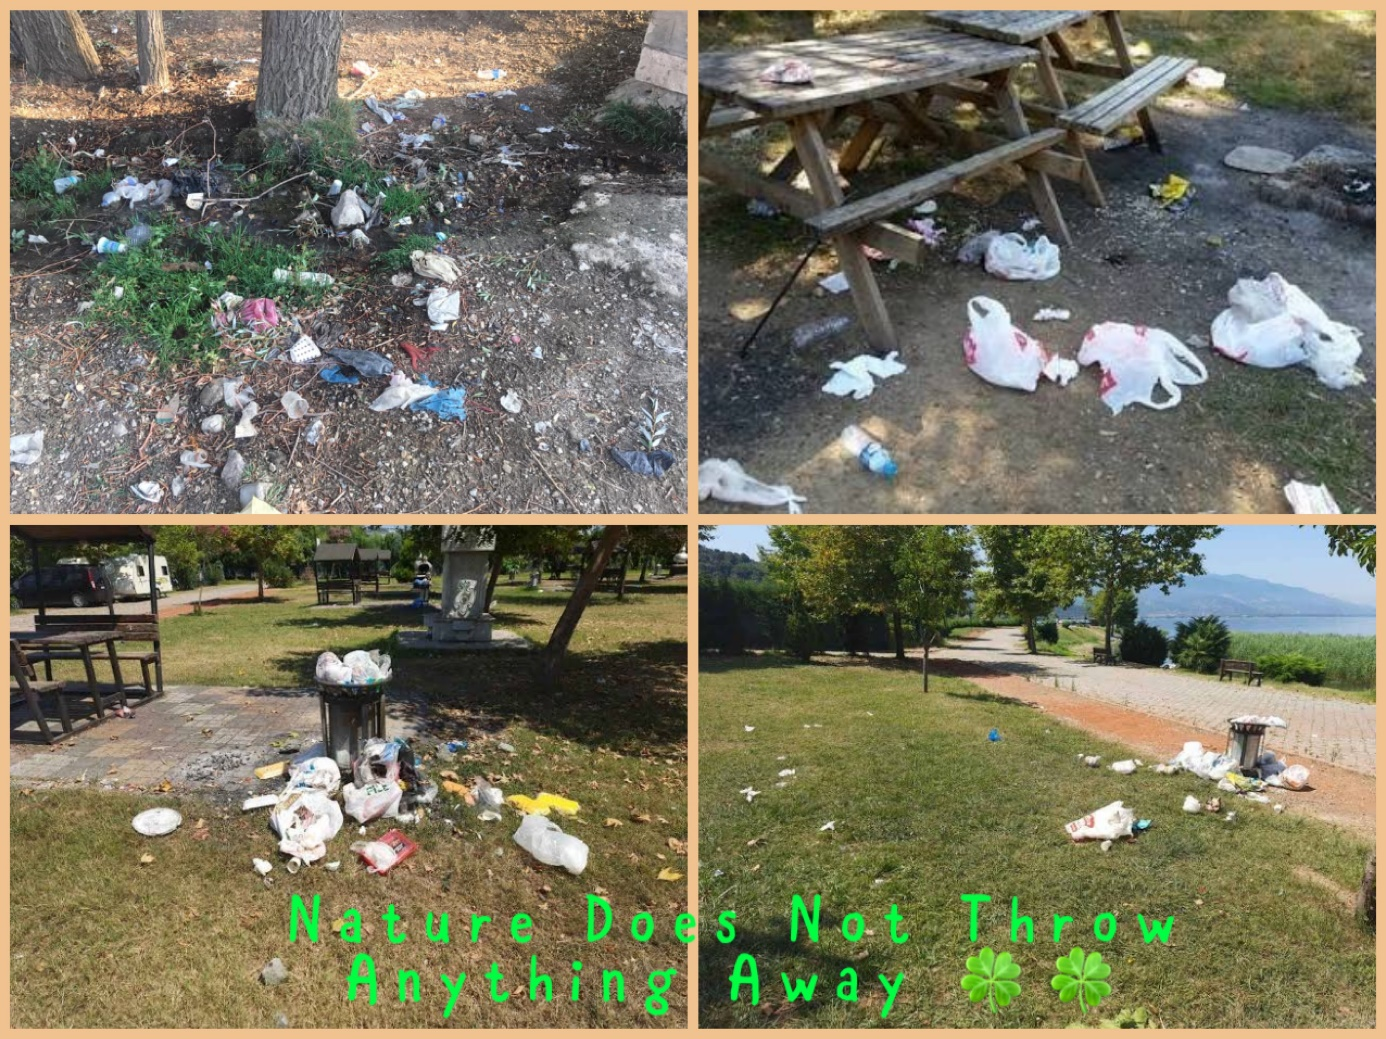 Nature Does Not Throw
Anything Away 🍀 🍀